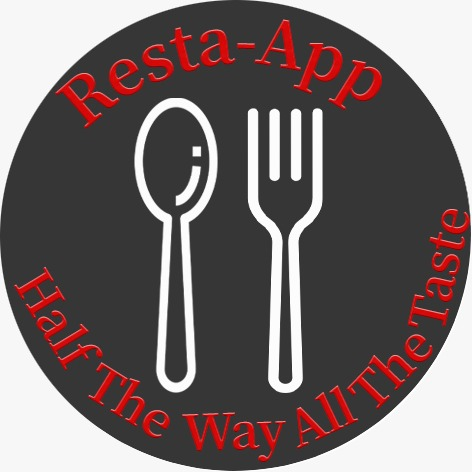 Resta-App
Half The Way All The Taste